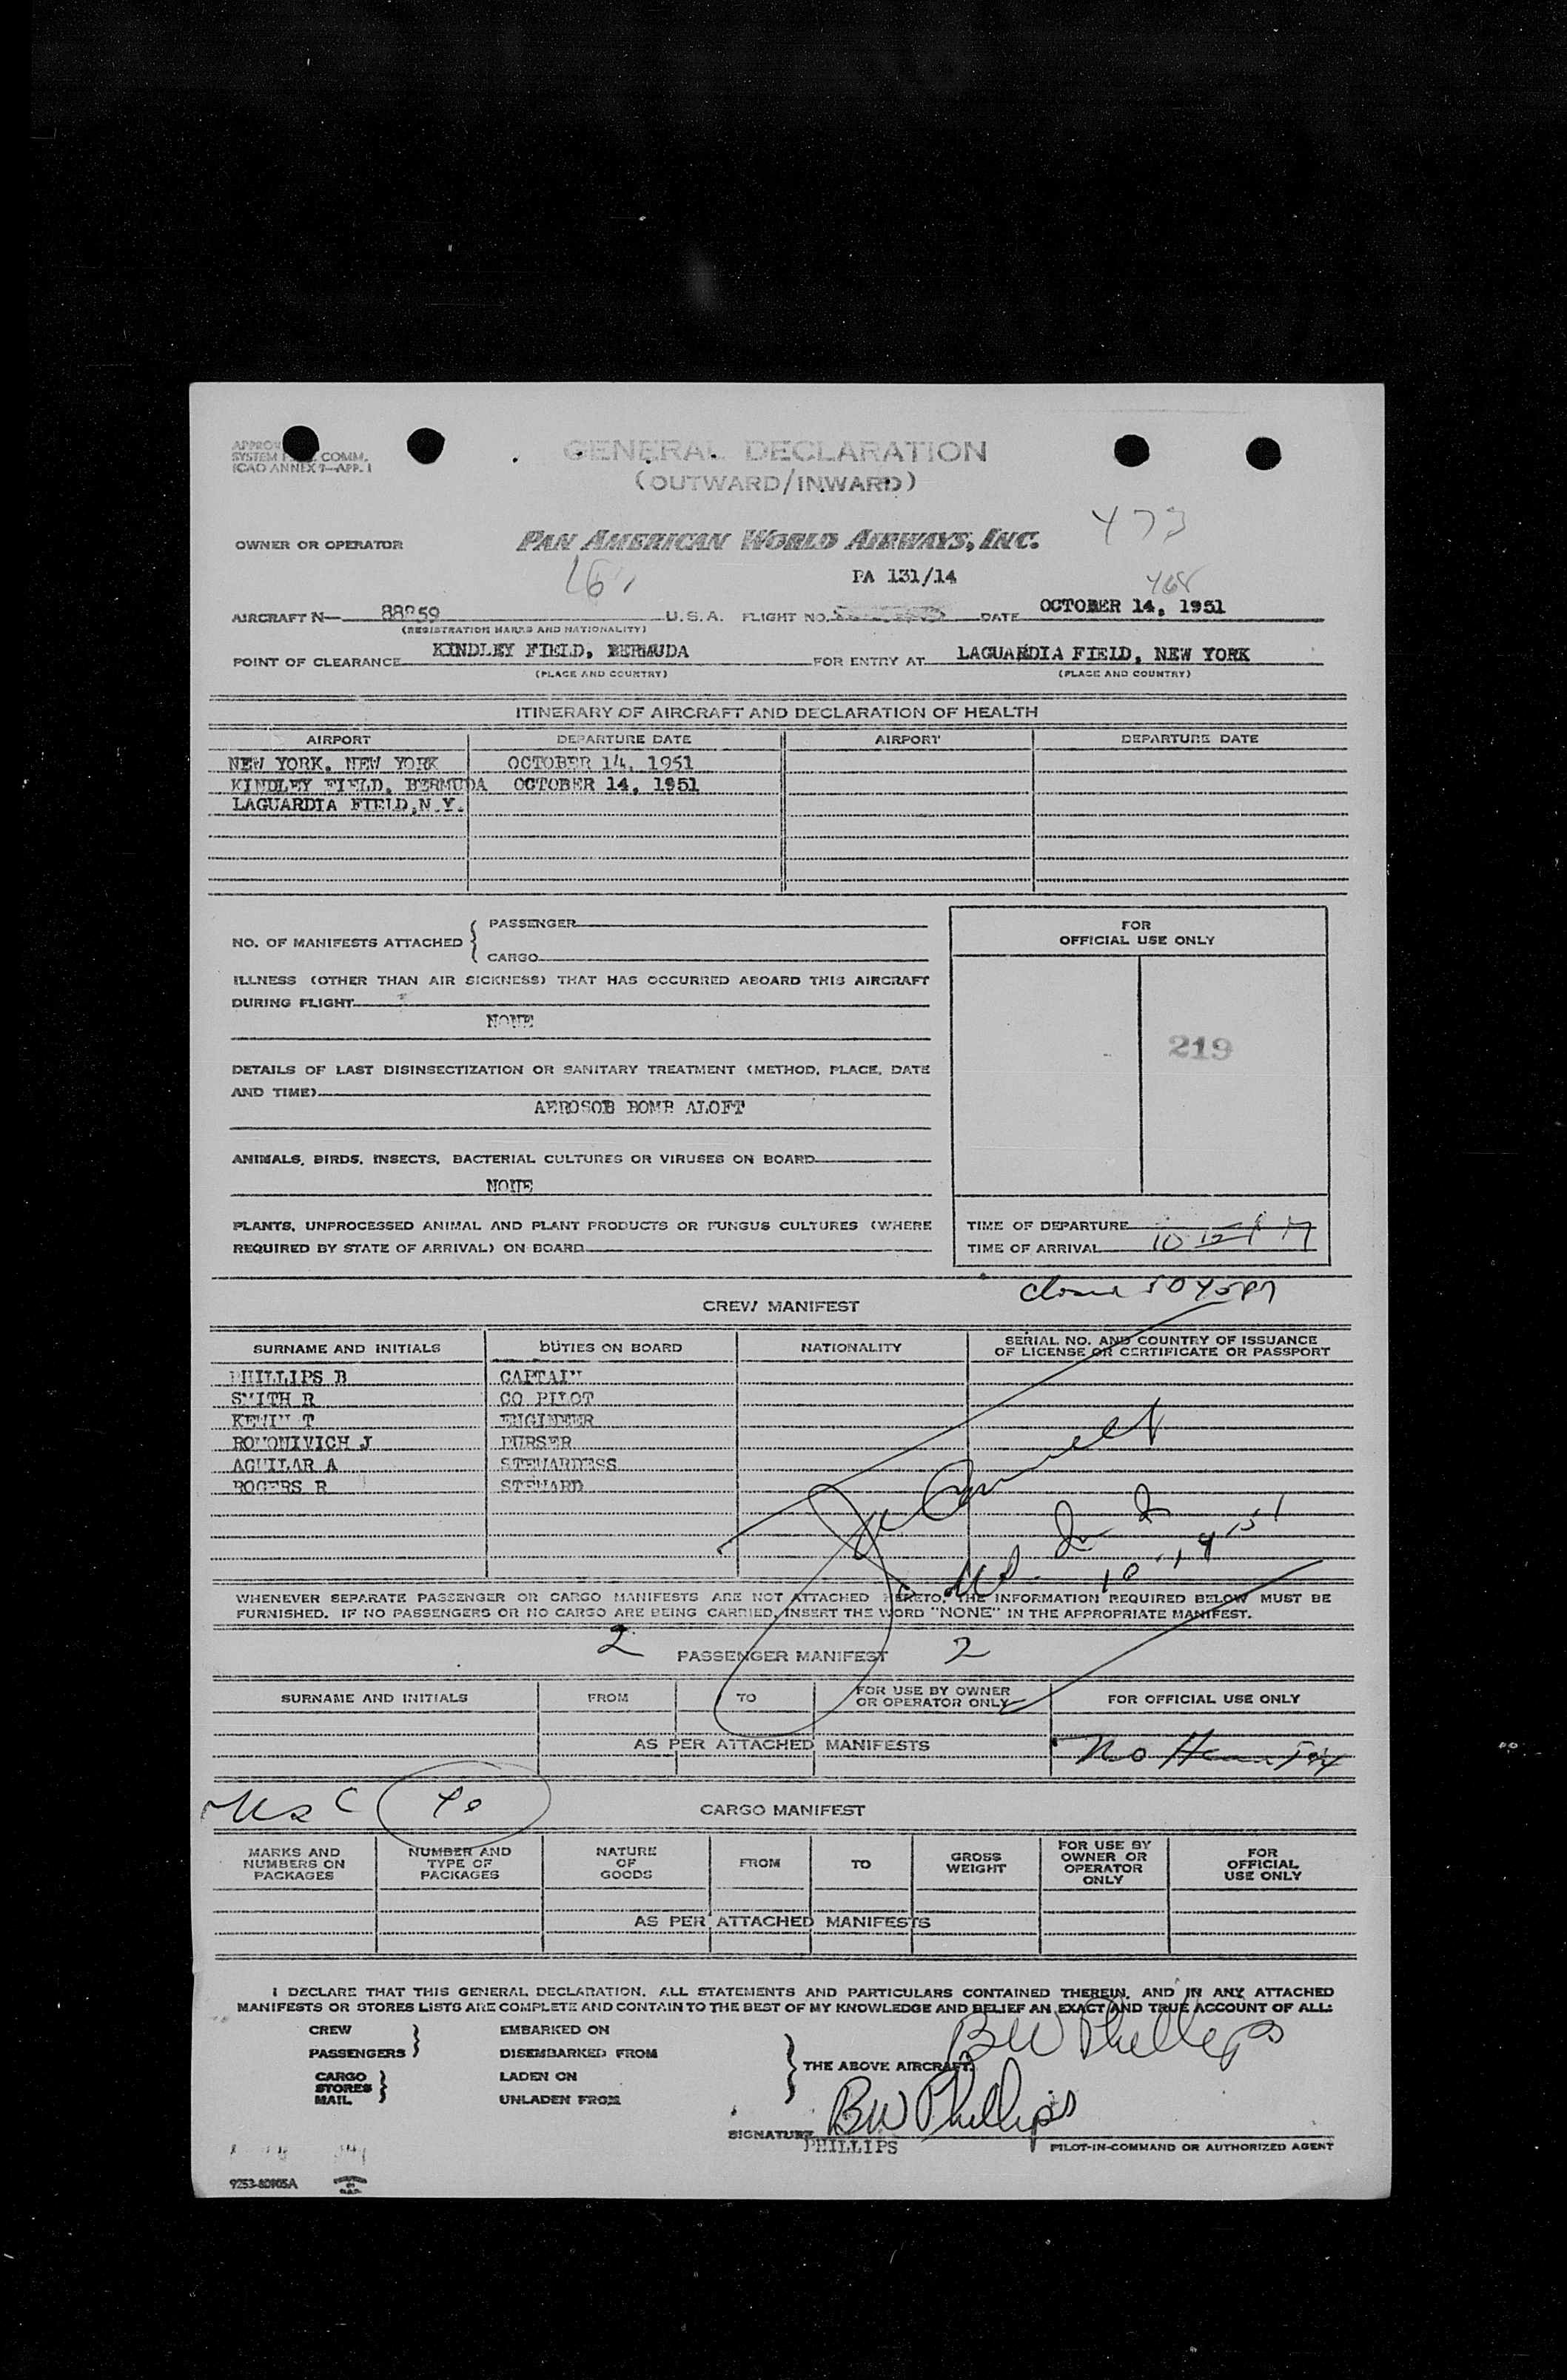 GENERAL DECLARATION
(OUTWARD/INWARD)
SYSTEM COMM.
ICAO ANNEX 9—APP. 1
473
OWNER OR OPERATOR PAN AMERICAN WORLD AIRWAYS, INC.
PA 131/14
468
AIRCRAFT N— 88959 U.S.A. FLIGHT NO. DATE OCTOBER 14, 1951
(REGISTRATION MARKS AND NATIONALITY)
POINT OF CLEARANCE KINDLEY FIELD, BERMUDA FOR ENTRY AT LAGUARDIA FIELD, NEW YORK
(PLACE AND COUNTRY) (PLACE AND COUNTRY)
ITINERARY OF AIRCRAFT AND DECLARATION OF HEALTH
AIRPORT DEPARTURE DATE AIRPORT DEPARTURE DATE
NEW YORK, NEW YORK OCTOBER 14, 1951
KINDLEY FIELD, BERMUDA OCTOBER 14, 1951
LAGUARDIA FIELD,N.Y.
NO. OF MANIFESTS ATTACHED { PASSENGER
CARGO
ILLNESS (OTHER THAN AIR SICKNESS) THAT HAS OCCURRED ABOARD THIS AIRCRAFT
DURING FLIGHT
NONE
DETAILS OF LAST DISINSECTIZATION OR SANITARY TREATMENT (METHOD, PLACE, DATE
AND TIME)
AEROSOB BOMB ALOFT
ANIMALS, BIRDS, INSECTS, BACTERIAL CULTURES OR VIRUSES ON BOARD
NONE
PLANTS, UNPROCESSED ANIMAL AND PLANT PRODUCTS OR FUNGUS CULTURES (WHERE
REQUIRED BY STATE OF ARRIVAL) ON BOARD
FOR
OFFICIAL USE ONLY
219
TIME OF DEPARTURE
TIME OF ARRIVAL
CREW MANIFEST
SURNAME AND INITIALS DUTIES ON BOARD NATIONALITY SERIAL NO. AND COUNTRY OF ISSUANCE
OF LICENSE OR CERTIFICATE OR PASSPORT
PHILLIPS B CAPTAIN
SMITH R CO PILOT
T ENGINEER
J PURSER
AGUILAR A STEWARDESS
ROGERS R STEWARD
10-14-51
WHENEVER SEPARATE PASSENGER OR CARGO MANIFESTS ARE NOT ATTACHED HERETO, THE INFORMATION REQUIRED BELOW MUST BE
FURNISHED. IF NO PASSENGERS OR NO CARGO ARE BEING CARRIED, INSERT THE WORD "NONE" IN THE APPROPRIATE MANIFEST.
2 PASSENGER MANIFEST 2
SURNAME AND INITIALS FROM TO FOR USE BY OWNER
OR OPERATOR ONLY FOR OFFICIAL USE ONLY
AS PER ATTACHED MANIFESTS No
CARGO MANIFEST
MARKS AND
NUMBERS ON
PACKAGES NUMBER AND
TYPE OF
PACKAGES NATURE
OF
GOODS FROM TO GROSS
WEIGHT FOR USE BY
OWNER OR
OPERATOR
ONLY FOR
OFFICIAL
USE ONLY
AS PER ATTACHED MANIFESTS
I DECLARE THAT THIS GENERAL DECLARATION, ALL STATEMENTS AND PARTICULARS CONTAINED THEREIN, AND IN ANY ATTACHED
MANIFESTS OR STORES LISTS ARE COMPLETE AND CONTAIN TO THE BEST OF MY KNOWLEDGE AND BELIEF AN EXACT AND TRUE ACCOUNT OF ALL:
CREW EMBARKED ON
PASSENGERS } DISEMBARKED FROM
CARGO LADEN ON
STORES }
MAIL UNLADEN FROM
} THE ABOVE AIRCRAFT.
BW Phillips
BW Phillips
SIGNATURE
PHILLIPS PILOT-IN-COMMAND OR AUTHORIZED AGENT